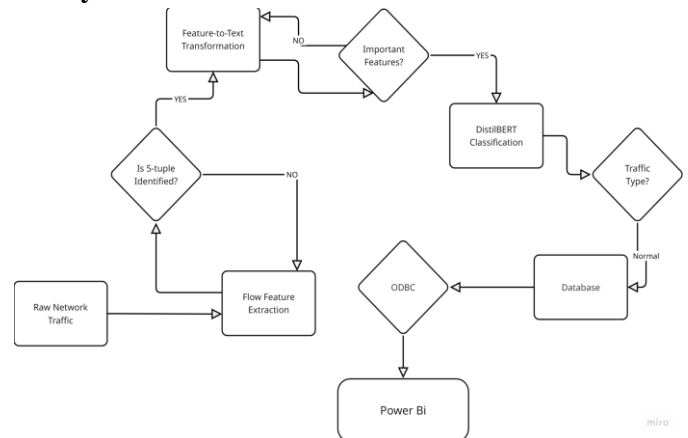 y
Feature-to-Text
Transformation
NO
Important
Features?
YES
YES
DistilBERT
Classification
Is 5-tuple
Identified?
NO
Traffic
Type?
Normal
Raw Network
Traffic
Flow Feature
Extraction
ODBC
Database
Power Bi
miro